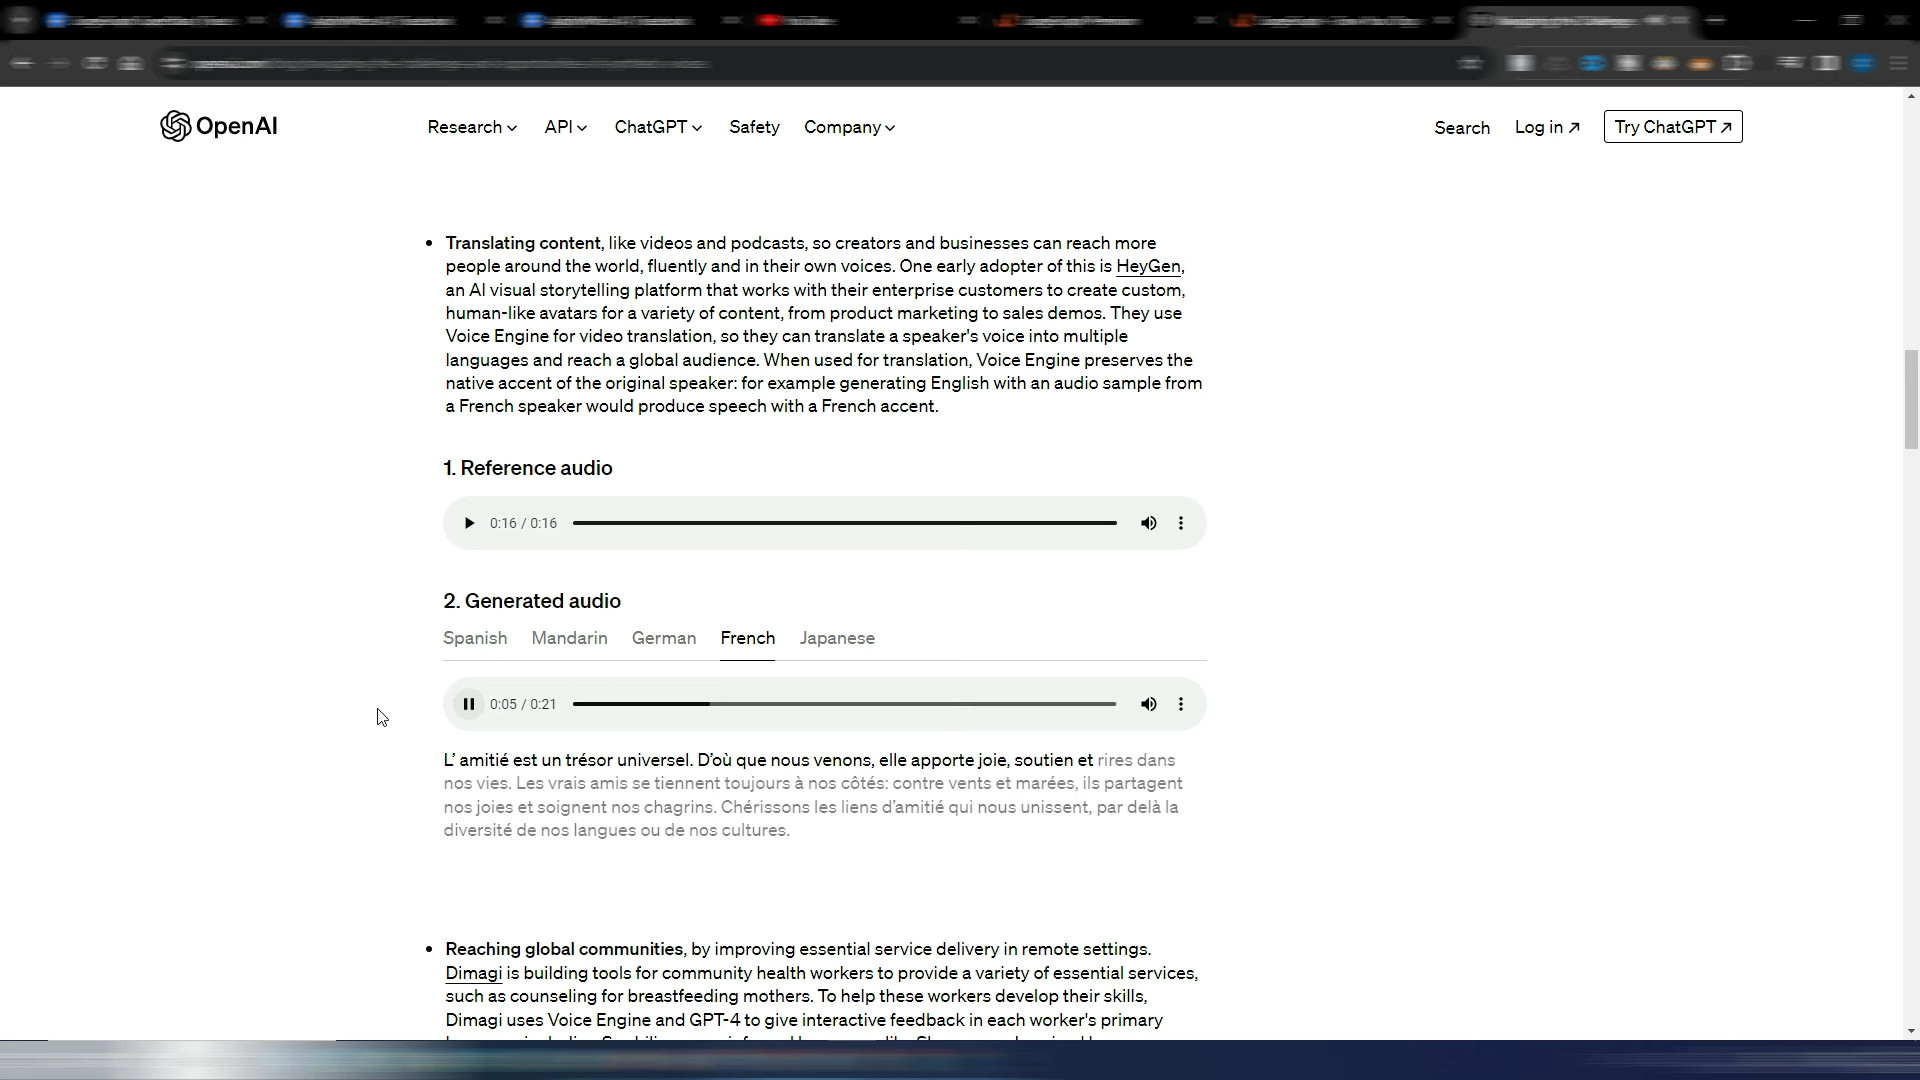 OpenAI
Research
API
ChatGPT
Safety
Company
Search
Log in ↗
Try ChatGPT ↗
• Translating content, like videos and podcasts, so creators and businesses can reach more
people around the world, fluently and in their own voices. One early adopter of this is HeyGen,
an AI visual storytelling platform that works with their enterprise customers to create custom,
human-like avatars for a variety of content, from product marketing to sales demos. They use
Voice Engine for video translation, so they can translate a speaker's voice into multiple
languages and reach a global audience. When used for translation, Voice Engine preserves the
native accent of the original speaker: for example generating English with an audio sample from
a French speaker would produce speech with a French accent.
1. Reference audio
0:16 / 0:16
2. Generated audio
Spanish
Mandarin
German
French
Japanese
0:05 / 0:21
L’ amitié est un trésor universel. D’où que nous venons, elle apporte joie, soutien et rires dans
nos vies. Les vrais amis se tiennent toujours à nos côtés: contre vents et marées, ils partagent
nos joies et soignent nos chagrins. Chérissons les liens d’amitié qui nous unissent, par delà la
diversité de nos langues ou de nos cultures.
• Reaching global communities, by improving essential service delivery in remote settings.
Dimagi is building tools for community health workers to provide a variety of essential services,
such as counseling for breastfeeding mothers. To help these workers develop their skills,
Dimagi uses Voice Engine and GPT-4 to give interactive feedback in each worker's primary